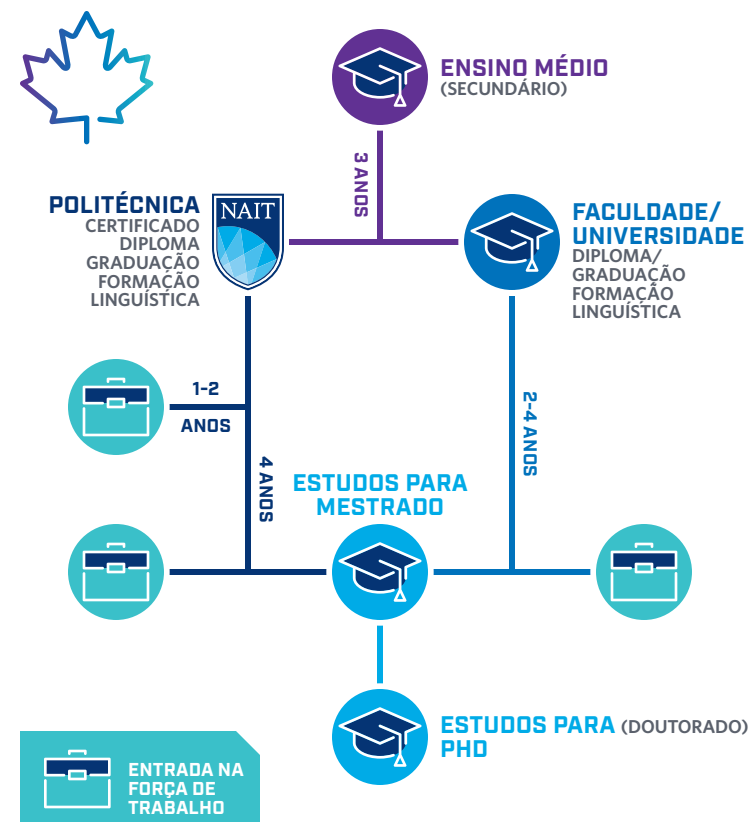 ENSINO MÉDIO
(SECUNDÁRIO)
3 ANOS
POLITÉCNICA
CERTIFICADO
DIPLOMA
GRADUAÇÃO
FORMAÇÃO
LINGUÍSTICA
NAIT
FACULDADE/
UNIVERSIDADE
DIPLOMA/
GRADUAÇÃO
FORMAÇÃO
LINGUÍSTICA
1-2
ANOS
4 ANOS
2-4 ANOS
ESTUDOS PARA
MESTRADO
ESTUDOS PARA (DOUTORADO)
PHD
ENTRADA NA
FORÇA DE
TRABALHO